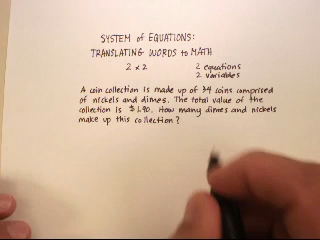 SYSTEM of EQUATIONS:
TRANSLATING WORDS to MATH
2 x 2 2 equations
2 variables
A coin collection is made up of 34 coins comprised
of nickels and dimes. The total value of the
collection is $1.90. How many dimes and nickels
make up this collection?